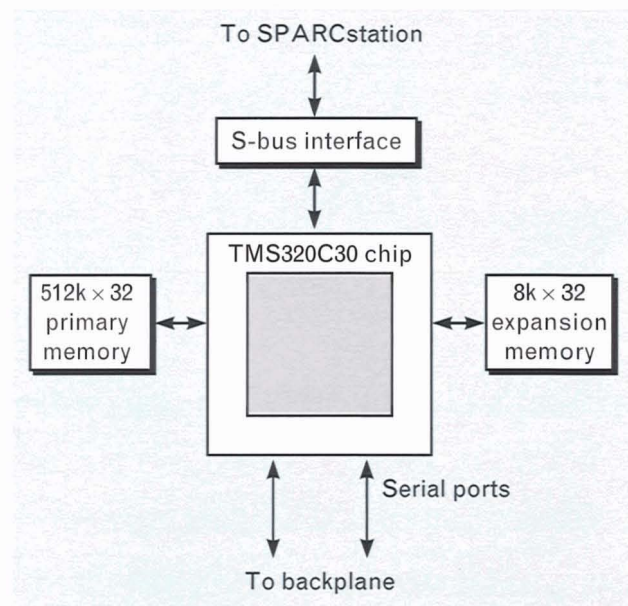 To SPARCstation
S-bus interface
TMS320C30 chip
512k × 32
primary
memory
8k × 32
expansion
memory
Serial ports
To backplane